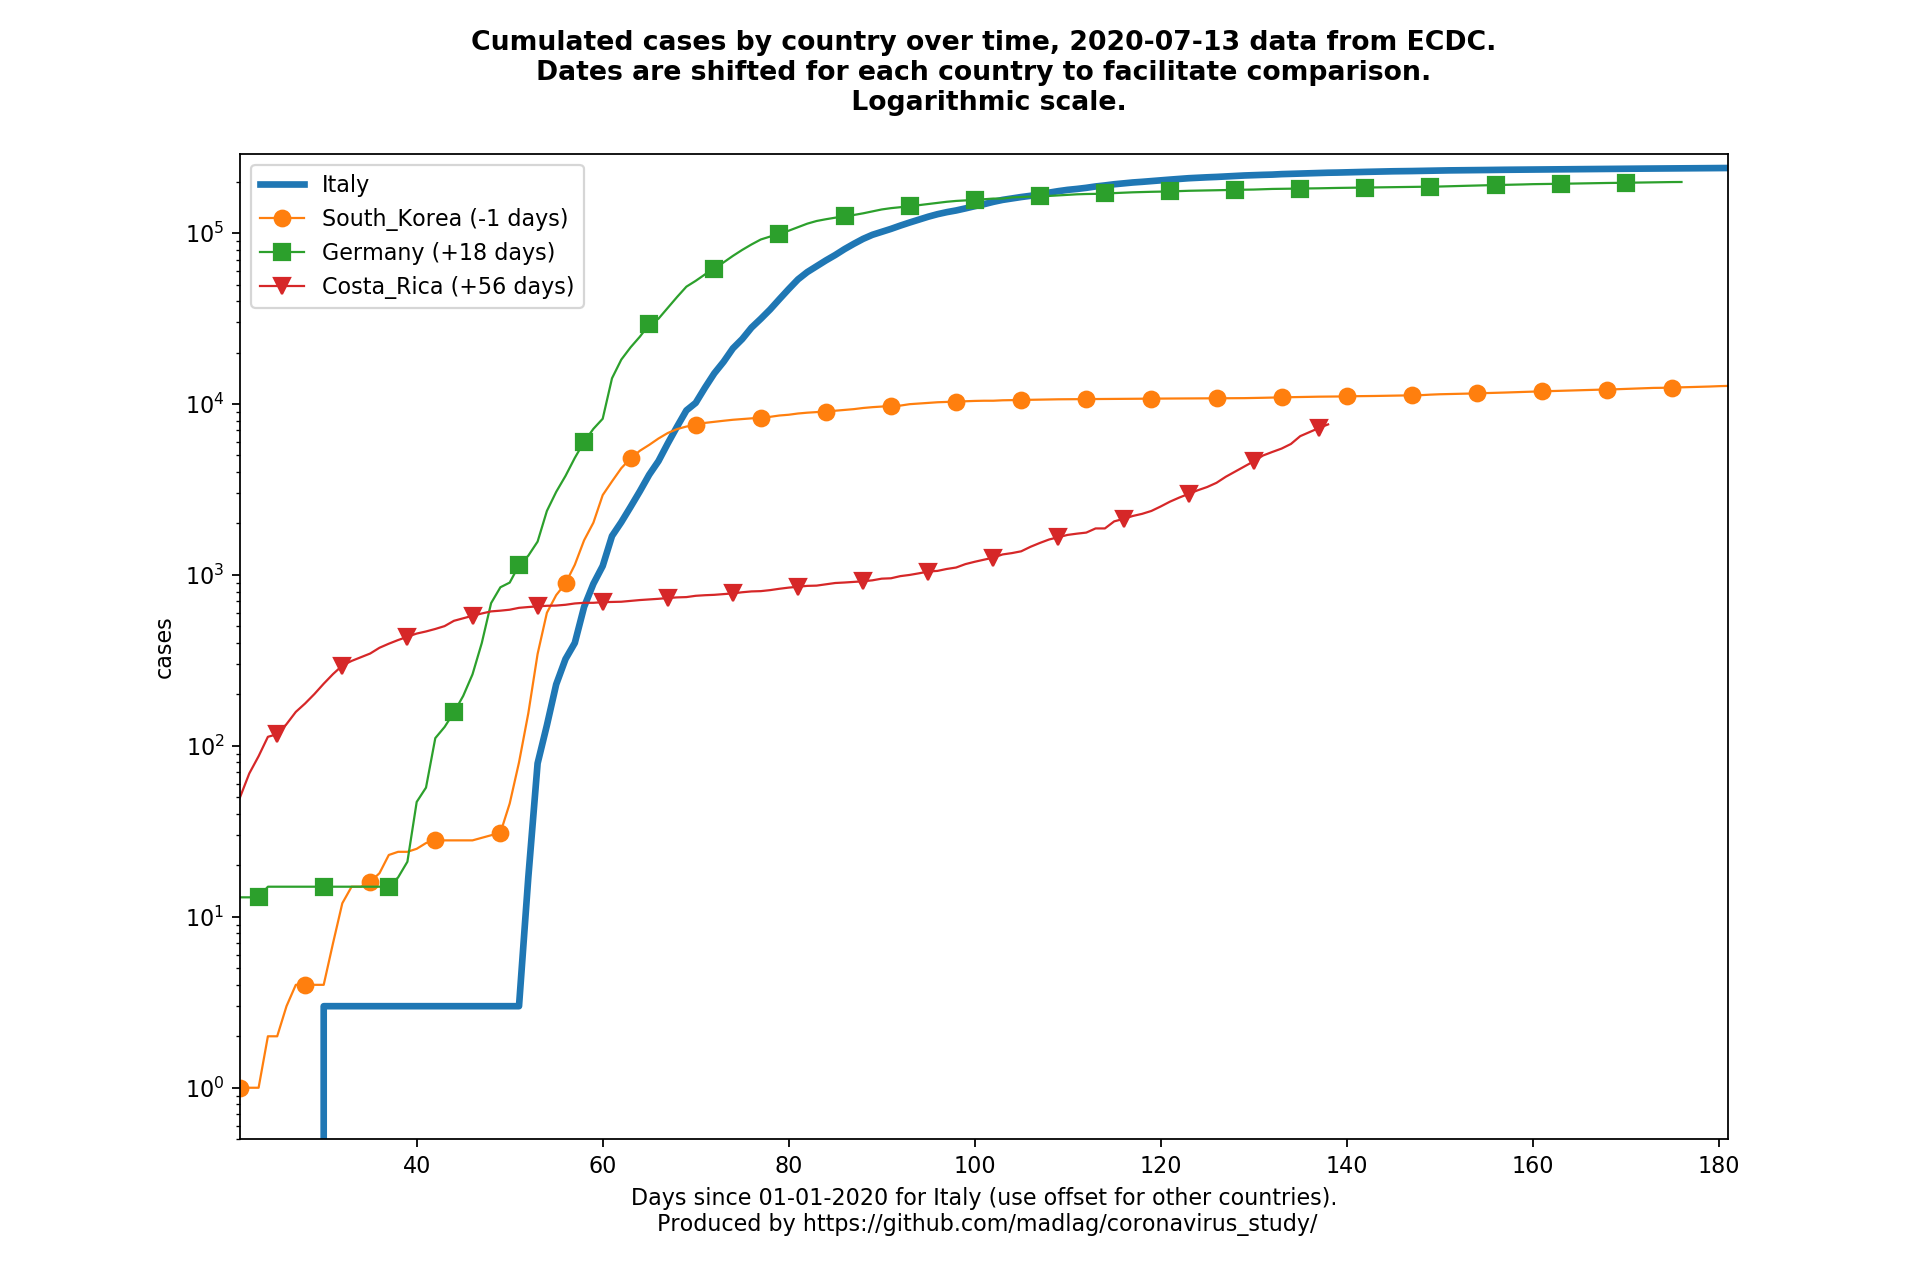 Cumulated cases by country over time, 2020-07-13 data from ECDC.
Dates are shifted for each country to facilitate comparison.
Logarithmic scale.
Italy
South_Korea (-1 days)
Germany (+18 days)
Costa_Rica (+56 days)
10^5
10^4
10^3
10^2
10^1
10^0
cases
40 60 80 100 120 140 160 180
Days since 01-01-2020 for Italy (use offset for other countries).
Produced by https://github.com/madlag/coronavirus_study/